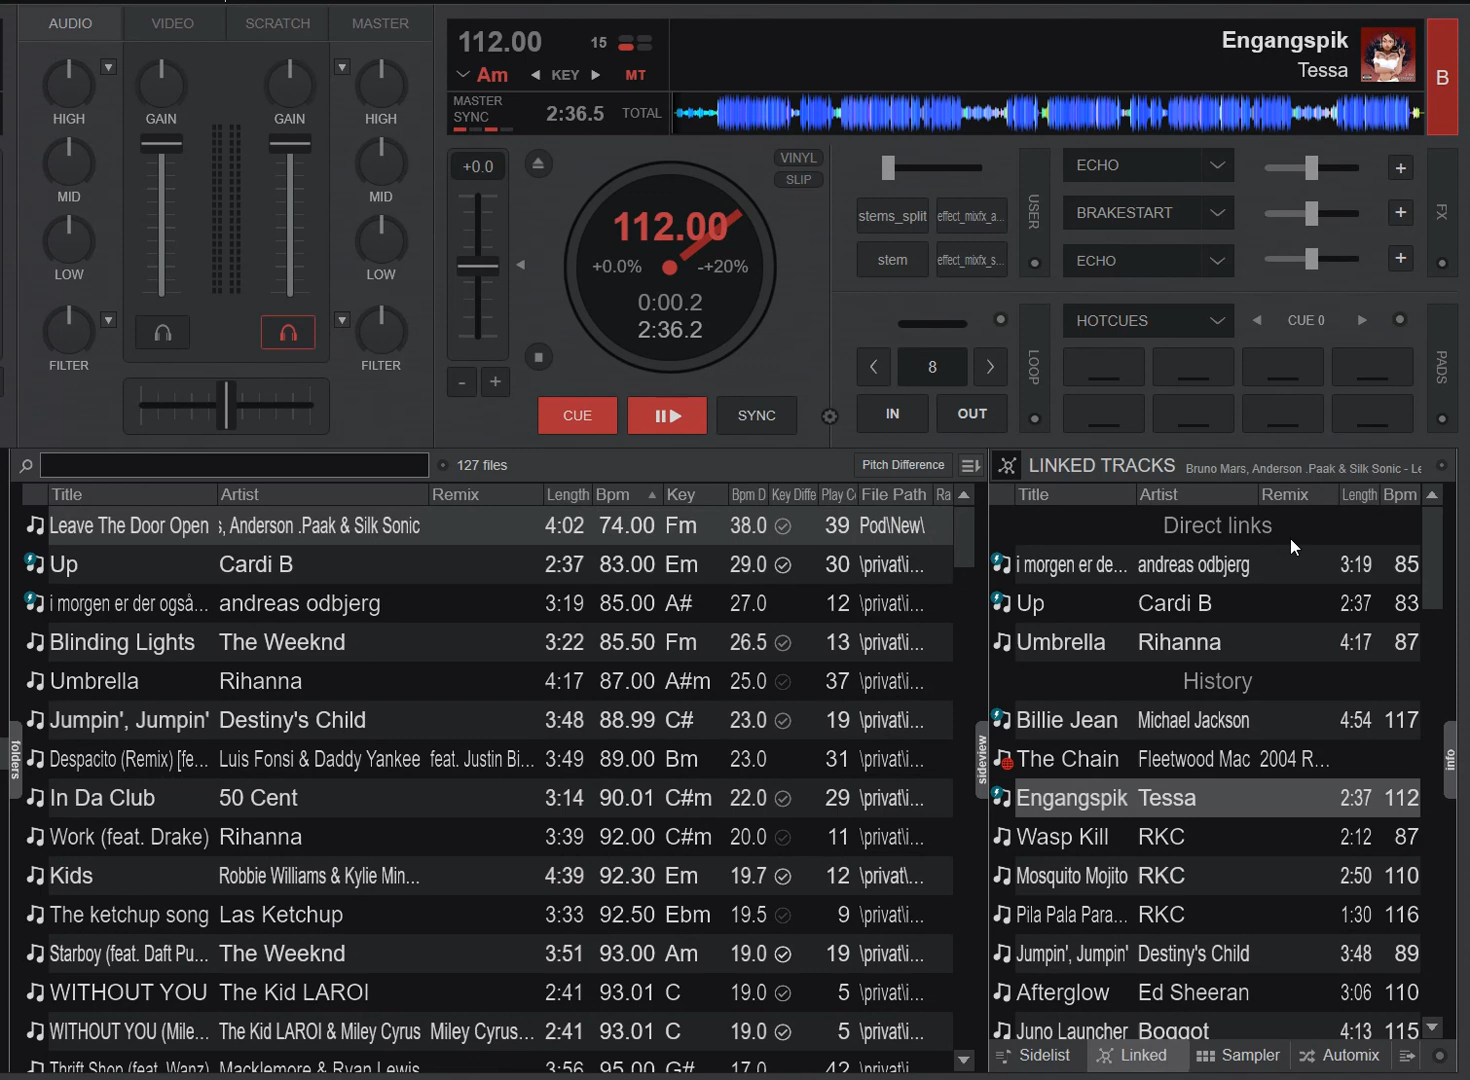 AUDIO VIDEO SCRATCH MASTER
HIGH GAIN GAIN HIGH
MID MID
LOW LOW
FILTER FILTER
112.00 15
Am KEY MT
MASTER SYNC 2:36.5 TOTAL
Engangspik
Tessa
B
+0.0
VINYL
SLIP
112.00
+0.0% -+20%
0:00.2
2:36.2
- +
CUE SYNC
stems_split effect_mixfx_a...
stem effect_mixfx_s...
USER
ECHO +
BRAKESTART +
ECHO +
FX
8
IN OUT
LOOP
HOTCUES CUE 0
PADS
127 files Pitch Difference
Title Artist Remix Length Bpm Key Bpm D Key Diffe Play C File Path Ra
Leave The Door Open , Anderson .Paak & Silk Sonic 4:02 74.00 Fm 38.0 39 Pod\New\
Up Cardi B 2:37 83.00 Em 29.0 30 \privat\i...
i morgen er der også... andreas odbjerg 3:19 85.00 A# 27.0 12 \privat\i...
Blinding Lights The Weeknd 3:22 85.50 Fm 26.5 13 \privat\i...
Umbrella Rihanna 4:17 87.00 A#m 25.0 37 \privat\i...
Jumpin', Jumpin' Destiny's Child 3:48 88.99 C# 23.0 19 \privat\i...
Despacito (Remix) [fe... Luis Fonsi & Daddy Yankee feat. Justin Bi... 3:49 89.00 Bm 23.0 31 \privat\i...
In Da Club 50 Cent 3:14 90.01 C#m 22.0 29 \privat\i...
Work (feat. Drake) Rihanna 3:39 92.00 C#m 20.0 11 \privat\i...
Kids Robbie Williams & Kylie Min... 4:39 92.30 Em 19.7 12 \privat\...
The ketchup song Las Ketchup 3:33 92.50 Ebm 19.5 9 \privat\i...
Starboy (feat. Daft Pu... The Weeknd 3:51 93.00 Am 19.0 19 \privat\i...
WITHOUT YOU The Kid LAROI 2:41 93.01 C 19.0 5 \privat\i...
WITHOUT YOU (Mile... The Kid LAROI & Miley Cyrus Miley Cyrus... 2:41 93.01 C 19.0 5 \privat\i...
Thrift Shop (feat. Wanz) Macklemore & Ryan Lewis 3:56 95.00 G# 17.0 42 \privat\i...
folders
sideview
LINKED TRACKS Bruno Mars, Anderson .Paak & Silk Sonic - Le
Title Artist Remix Length Bpm
Direct links
i morgen er de... andreas odbjerg 3:19 85
Up Cardi B 2:37 83
Umbrella Rihanna 4:17 87
History
Billie Jean Michael Jackson 4:54 117
The Chain Fleetwood Mac 2004 R...
Engangspik Tessa 2:37 112
Wasp Kill RKC 2:12 87
Mosquito Mojito RKC 2:50 110
Pila Pala Para... RKC 1:30 116
Jumpin', Jumpin' Destiny's Child 3:48 89
Afterglow Ed Sheeran 3:06 110
Juno Launcher Boggot 4:13 115
info
Sidelist Linked Sampler Automix